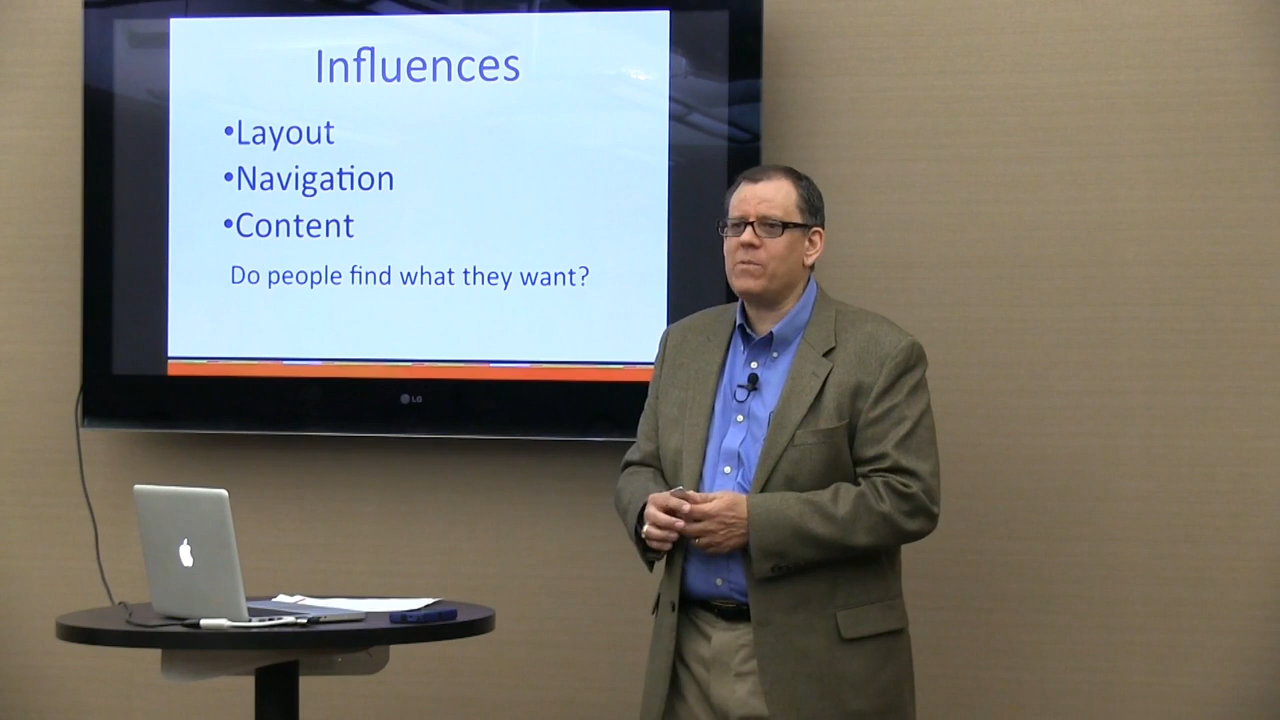 Influences
•Layout
•Navigation
•Content
Do people find what they want?
LG